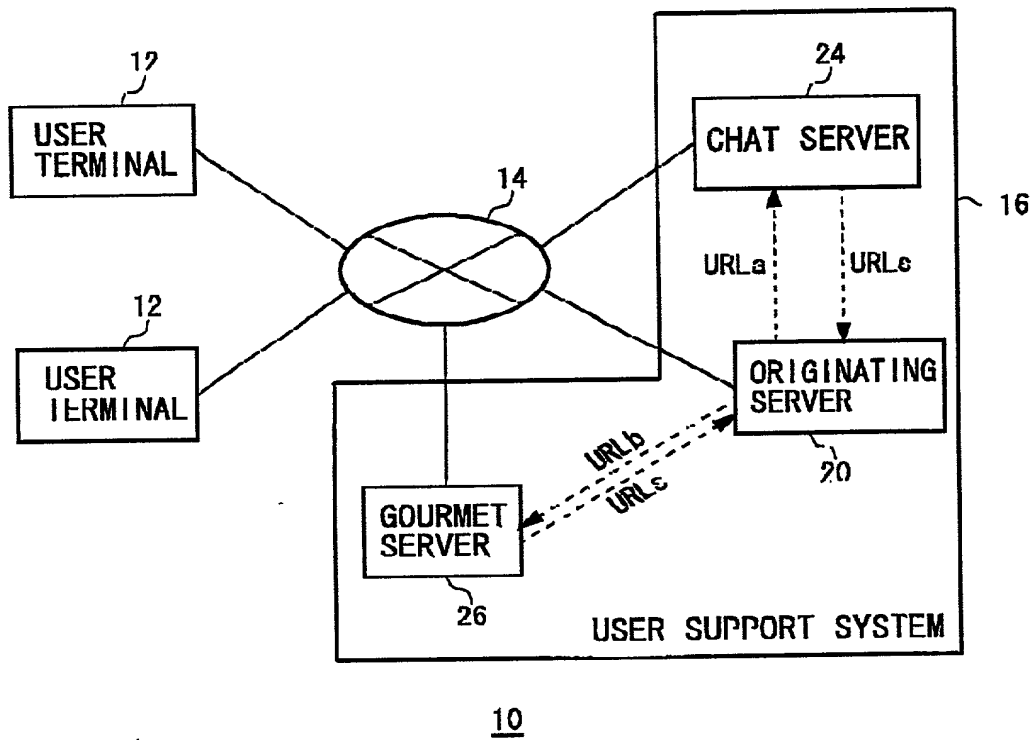 12
USER
TERMINAL
24
CHAT SERVER
14
16
URLa
URLc
12
USER
TERMINAL
ORIGINATING
SERVER
20
URLb
URLc
GOURMET
SERVER
26
USER SUPPORT SYSTEM
10